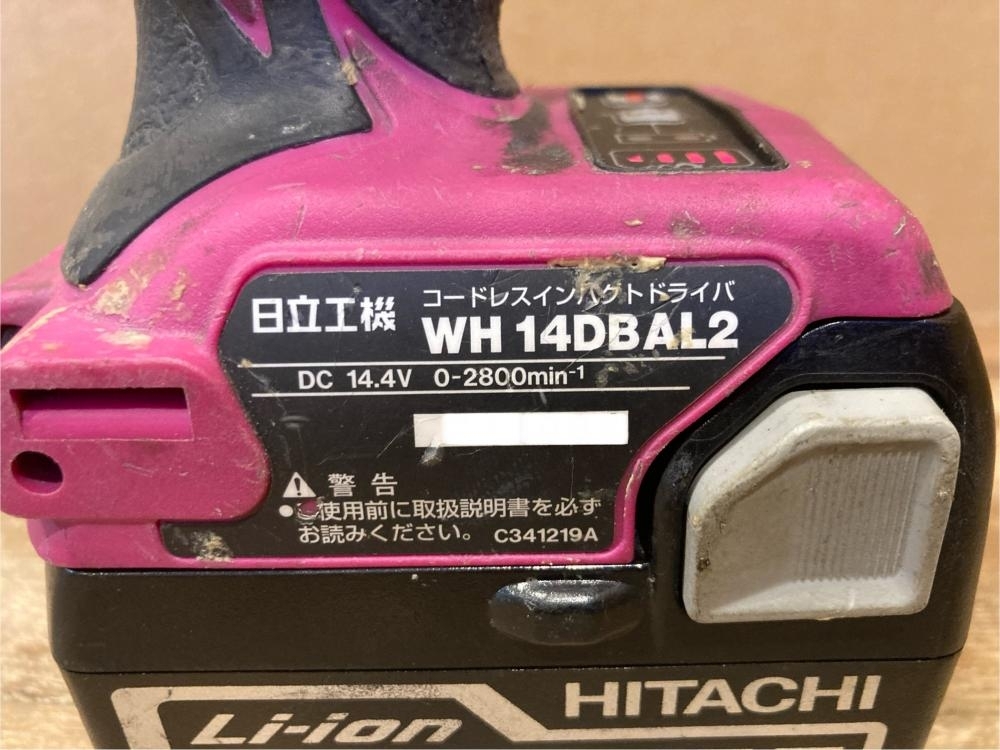 日立工機
コードレスインパクトドライバ
WH 14DBAL2
DC 14.4V 0-2800min⁻¹
警告
●ご使用前に取扱説明書を必ず
お読みください。 C341219A
HITACHI
Li-ion